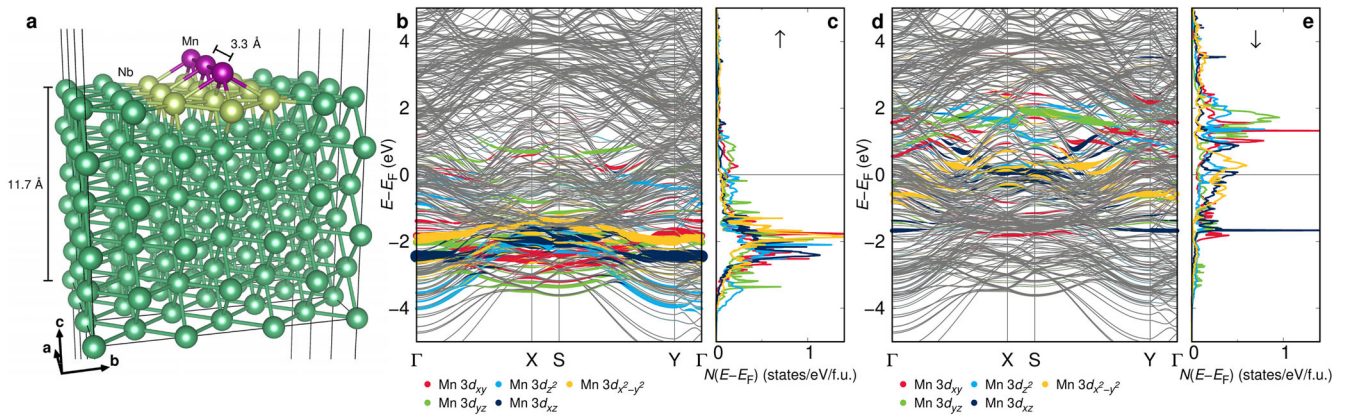 a
Mn
3.3 Å
Nb
11.7 Å
c
a
b
b
4
2
0
−2
−4
E−E_F (eV)
Γ
X
S
Y
Γ
Mn 3d_xy
Mn 3d_z²
Mn 3d_x²−y²
Mn 3d_yz
Mn 3d_xz
c
↑
0
1
N(E−E_F) (states/eV/f.u.)
d
4
2
0
−2
−4
E−E_F (eV)
Γ
X
S
Y
Γ
Mn 3d_xy
Mn 3d_z²
Mn 3d_x²−y²
Mn 3d_yz
Mn 3d_xz
e
↓
0
1
N(E−E_F) (states/eV/f.u.)